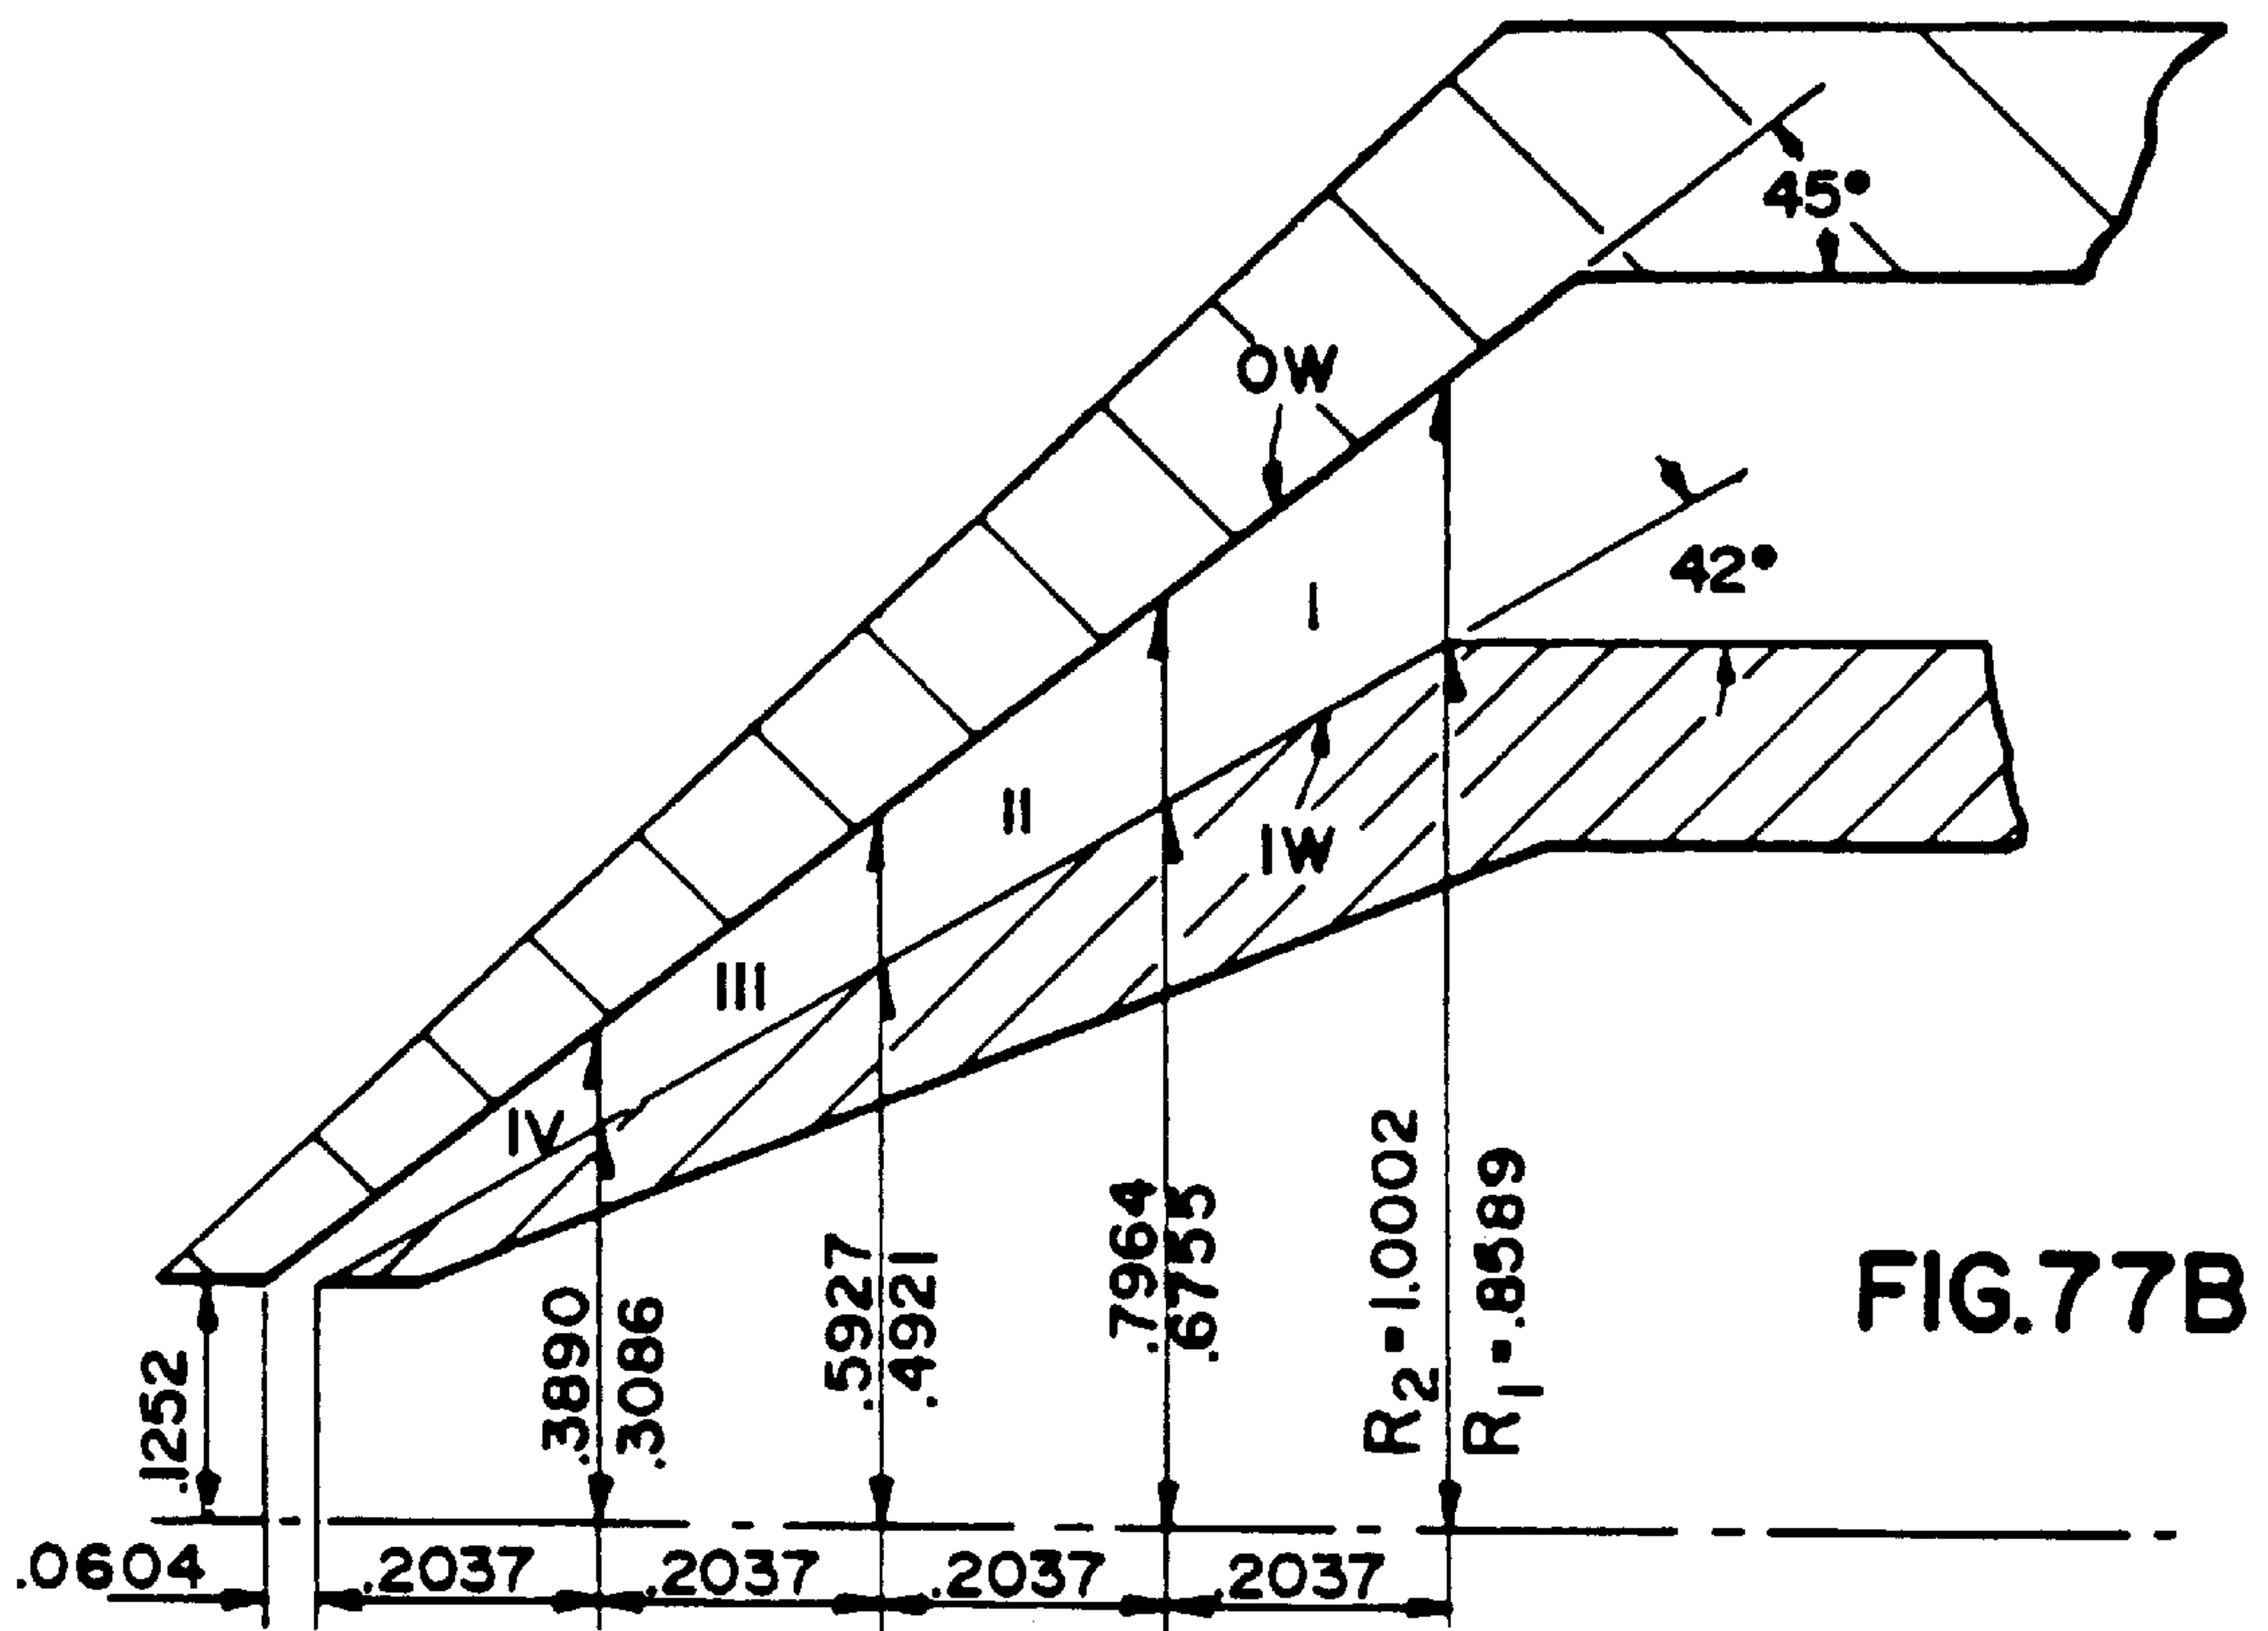 45°
OW
42°
I
II
IW
III
IV
R2-1.0002
R1-.8589
.7964
.6755
.5927
.4921
.3890
.3086
.1252
FIG.77B
.0604
.2037
.2037
.2037
.2037